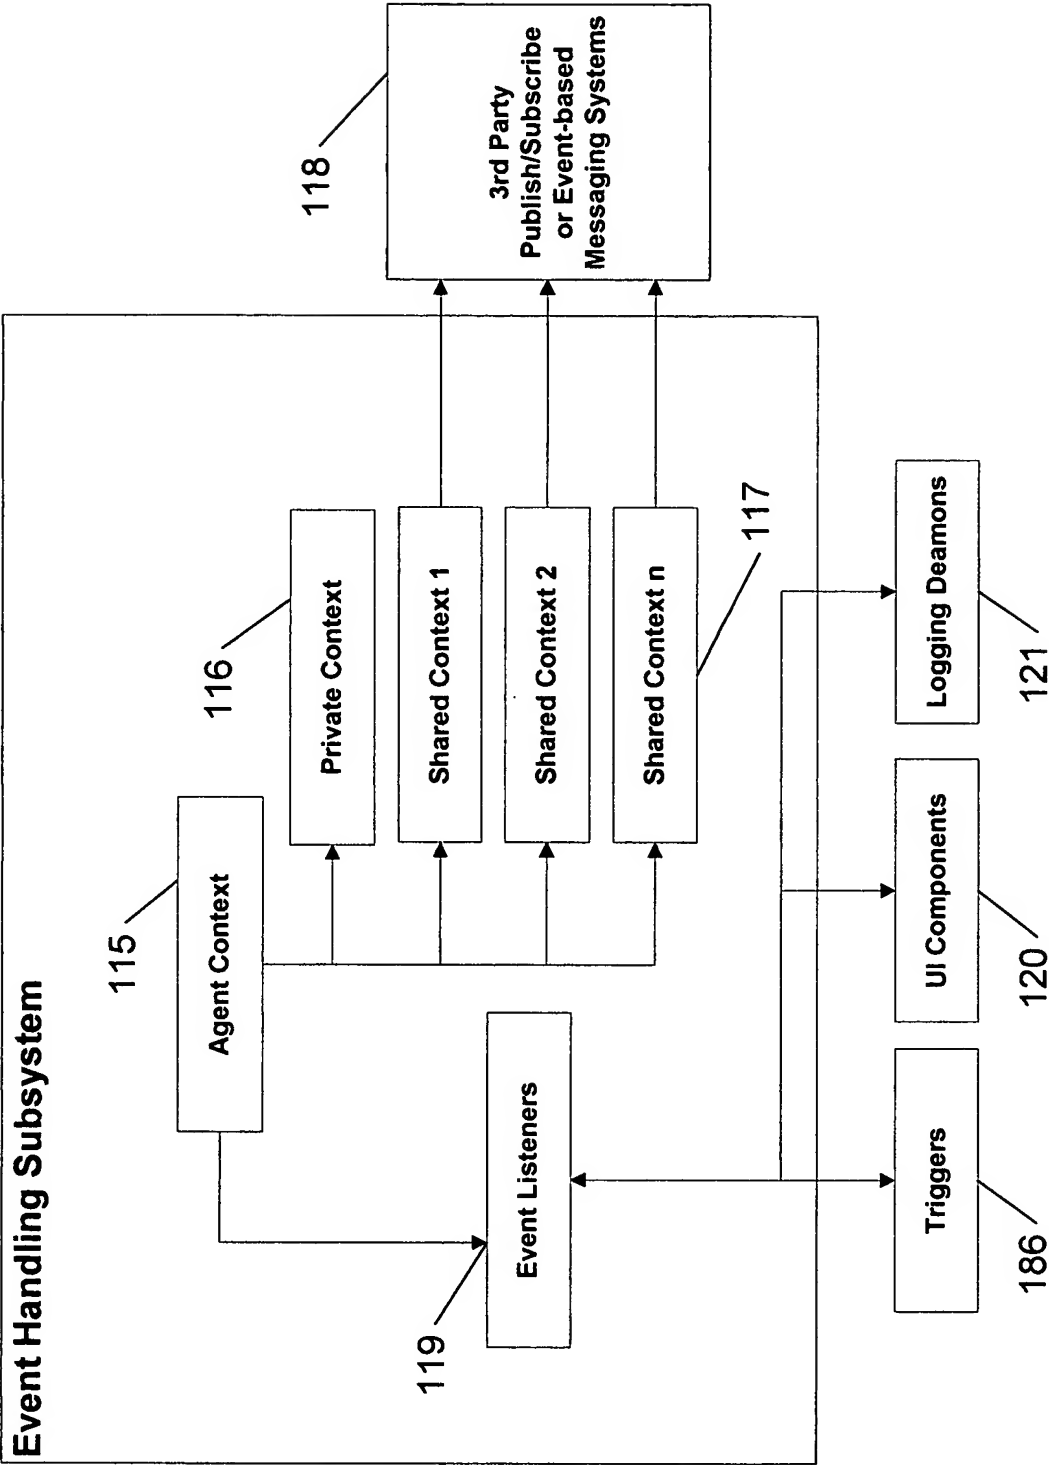 Event Handling Subsystem
115
Agent Context
116
Private Context
Shared Context 1
Shared Context 2
Shared Context n
117
118
3rd Party
Publish/Subscribe
or Event-based
Messaging Systems
119
Event Listeners
Triggers
186
UI Components
120
Logging Deamons
121